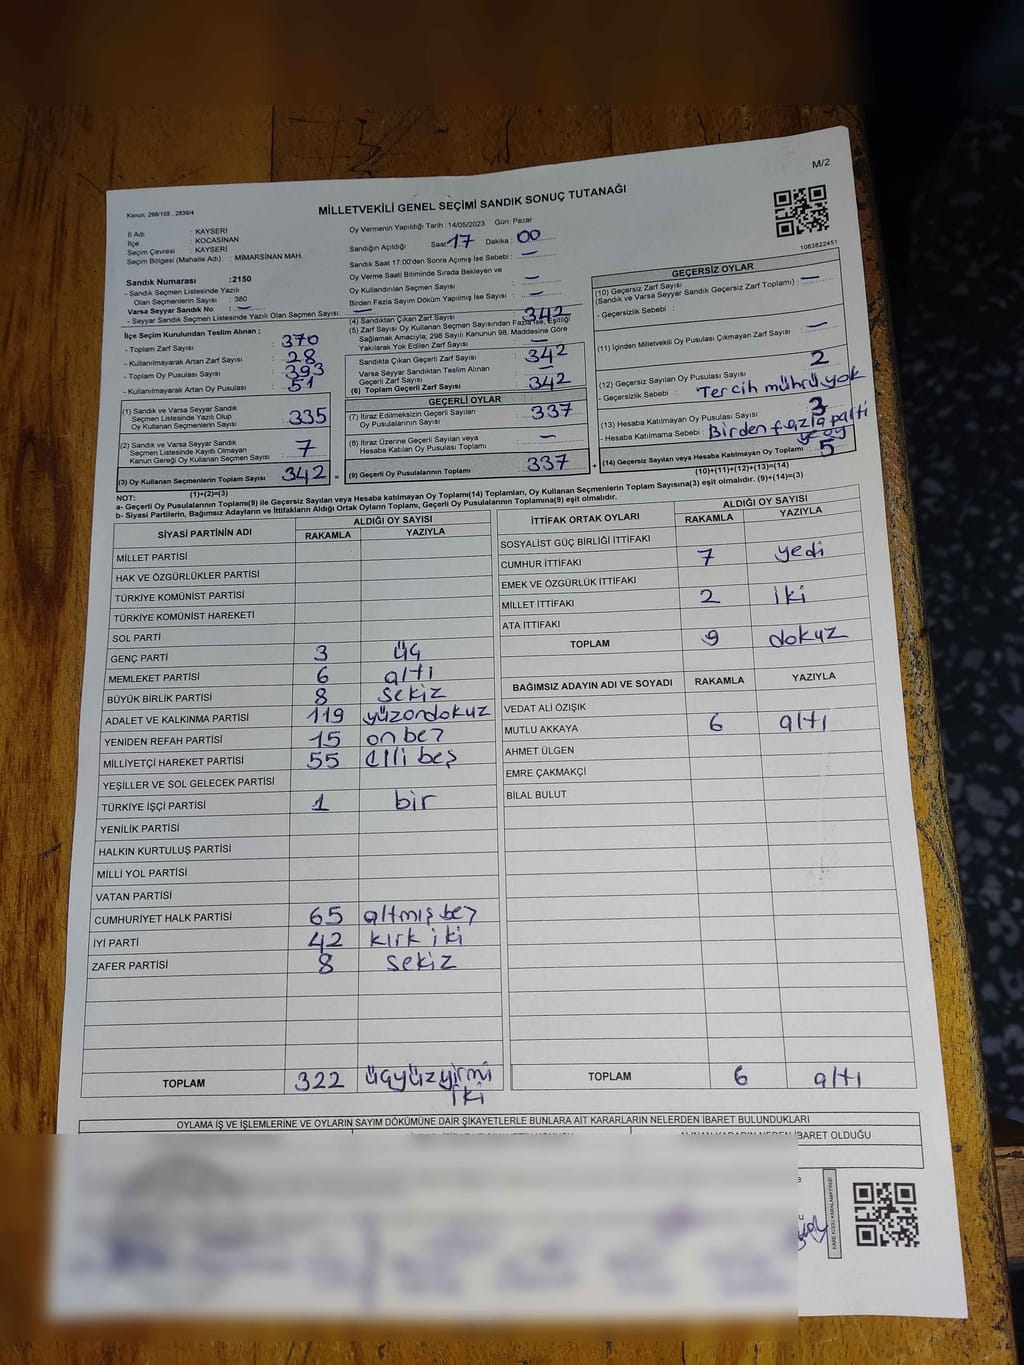 M/2
Kanun, 298/105 , 2839/4
MİLLETVEKİLİ GENEL SEÇİMİ SANDIK SONUÇ TUTANAĞI
1083822451
İl Adı : KAYSERİ
İlçe : KOCASİNAN
Seçim Çevresi : KAYSERİ
Seçim Bölgesi (Mahalle Adı) : MİMARSİNAN MAH.
Sandık Numarası :2150
- Sandık Seçmen Listesinde Yazılı
Olan Seçmenlerin Sayısı : 380
Varsa Seyyar Sandık No : —
- Seyyar Sandık Seçmen Listesinde Yazılı Olan Seçmen Sayısı: —
İlçe Seçim Kurulundan Teslim Alınan ;
- Toplam Zarf Sayısı : 370
- Kullanılmayarak Artan Zarf Sayısı : 28
- Toplam Oy Pusulası Sayısı : 393
- Kullanılmayarak Artan Oy Pusulası : 51
(1) Sandık ve Varsa Seyyar Sandık
Seçmen Listesinde Yazılı Olup
Oy Kullanan Seçmen Sayısı : 335
(2) Sandık ve Varsa Seyyar Sandık
Seçmen Listesinde Kayıtlı Olmayan
Kanun Gereği Oy Kullanan Seçmen Sayısı : 7
(3) Oy Kullanan Seçmenlerin Toplam Sayısı : 342 =
(1)+(2)=(3)
Oy Vermenin Yapıldığı Tarih : 14/05/2023 Gün: Pazar
Sandığın Açıldığı Saat 17 Dakika : 00
Sandık Saat 17:00'den Sonra Açımış İse Sebebi : —
Oy Verme Saati Bitiminde Sırada Bekleyen ve
Oy Kullandırılan Seçmen Sayısı : —
Birden Fazla Sayım Döküm Yapılmış İse Sayısı : —
(4) Sandıktan Çıkan Zarf Sayısı : 342
(5) Zarf Sayısı Oy Kullanan Seçmen Sayısından Fazla İse, Eşitliği
Sağlamak Amacıyla, 298 Sayılı Kanunun 98. Maddesine Göre
Yakılarak Yok Edilen Zarf Sayısı : —
Sandıkta Çıkan Geçerli Zarf Sayısı : 342
Varsa Seyyar Sandıktan Teslim Alınan
Geçerli Zarf Sayısı : —
(6) Toplam Geçerli Zarf Sayısı : 342
GEÇERLİ OYLAR
(7) İtiraz Edilmeksizin Geçerli Sayılan
Oy Pusulasının Sayısı : 337
(8) İtiraz Üzerine Geçerli Sayılan veya
Hesaba Katılan Oy Pusulası Toplamı : —
(9) Geçerli Oy Pusulalarının Toplamı : 337 +
GEÇERSİZ OYLAR
(10) Geçersiz Zarf Sayısı
(Sandık ve Varsa Seyyar Sandık Geçersiz Zarf Toplamı) : —
- Geçersizlik Sebebi :
(11) İçinden Milletvekili Oy Pusulası Çıkmayan Zarf Sayısı : —
(12) Geçersiz Sayılan Oy Pusulası Sayısı : 2
- Geçersizlik Sebebi : Tercih mührü yok
(13) Hesaba Katılmayan Oy Pusulası Sayısı : 3
- Hesaba Katılmama Sebebi : Birden fazla parti
ye oy
(14) Geçersiz Sayılan veya Hesaba Katılmayan Oy Toplamı : 5
(10)+(11)+(12)+(13)=(14)
NOT:
a- Geçerli Oy Pusulalarının Toplamı(9) ile Geçersiz Sayılan veya Hesaba katılmayan Oy Toplamı(14) Toplamları, Oy Kullanan Seçmenlerin Toplam Sayısına(3) eşit olmalıdır. (9)+(14)=(3)
b- Siyasi Partilerin, Bağımsız Adayların ve İttifakların Aldığı Ortak Oyların Toplamı, Geçerli Oy Pusulalarının Toplamına(9) eşit olmalıdır.
SİYASİ PARTİNİN ADI ALDIĞI OY SAYISI
RAKAMLA YAZIYLA
MİLLET PARTİSİ
HAK VE ÖZGÜRLÜKLER PARTİSİ
TÜRKİYE KOMÜNİST PARTİSİ
TÜRKİYE KOMÜNİST HAREKETİ
SOL PARTİ
GENÇ PARTİ 3 üç
MEMLEKET PARTİSİ 6 altı
BÜYÜK BİRLİK PARTİSİ 8 sekiz
ADALET VE KALKINMA PARTİSİ 119 yüzondokuz
YENİDEN REFAH PARTİSİ 15 on beş
MİLLİYETÇİ HAREKET PARTİSİ 55 elli beş
YEŞİLLER VE SOL GELECEK PARTİSİ
TÜRKİYE İŞÇİ PARTİSİ 1 bir
YENİLİK PARTİSİ
HALKIN KURTULUŞ PARTİSİ
MİLLİ YOL PARTİSİ
VATAN PARTİSİ
CUMHURİYET HALK PARTİSİ 65 altmış beş
İYİ PARTİ 42 kırk iki
ZAFER PARTİSİ 8 sekiz
TOPLAM 322 üçyüzyirmi
iki
İTTİFAK ORTAK OYLARI ALDIĞI OY SAYISI
RAKAMLA YAZIYLA
SOSYALİST GÜÇ BİRLİĞİ İTTİFAKI
CUMHUR İTTİFAKI 7 yedi
EMEK VE ÖZGÜRLÜK İTTİFAKI
MİLLET İTTİFAKI 2 iki
ATA İTTİFAKI
TOPLAM 9 dokuz
BAĞIMSIZ ADAYIN ADI VE SOYADI RAKAMLA YAZIYLA
VEDAT ALİ ÖZIŞIK
MUTLU AKKAYA 6 altı
AHMET ÜLGEN
EMRE ÇAKMAKÇİ
BİLAL BULUT
TOPLAM 6 altı
OYLAMA İŞ VE İŞLEMLERİNE VE OYLARIN SAYIM DÖKÜMÜNE DAİR ŞİKAYETLERLE BUNLARA AİT KARARLARIN NELERDEN İBARET BULUNDUKLARI
ALINAN KARARIN NEDEN İBARET OLDUĞU
KARE KODU KARALAMAYINIZ!